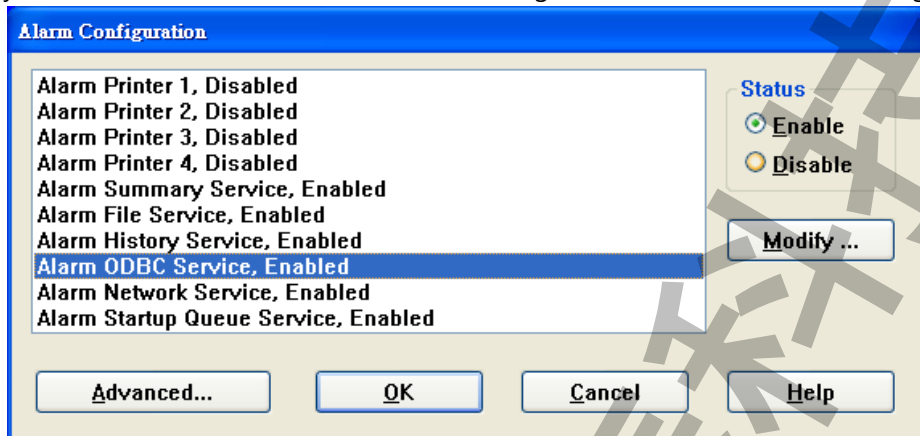 Alarm Configuration
Alarm Printer 1, Disabled
Alarm Printer 2, Disabled
Alarm Printer 3, Disabled
Alarm Printer 4, Disabled
Alarm Summary Service, Enabled
Alarm File Service, Enabled
Alarm History Service, Enabled
Alarm ODBC Service, Enabled
Alarm Network Service, Enabled
Alarm Startup Queue Service, Enabled
Status
Enable
Disable
Modify ...
Advanced...
OK
Cancel
Help